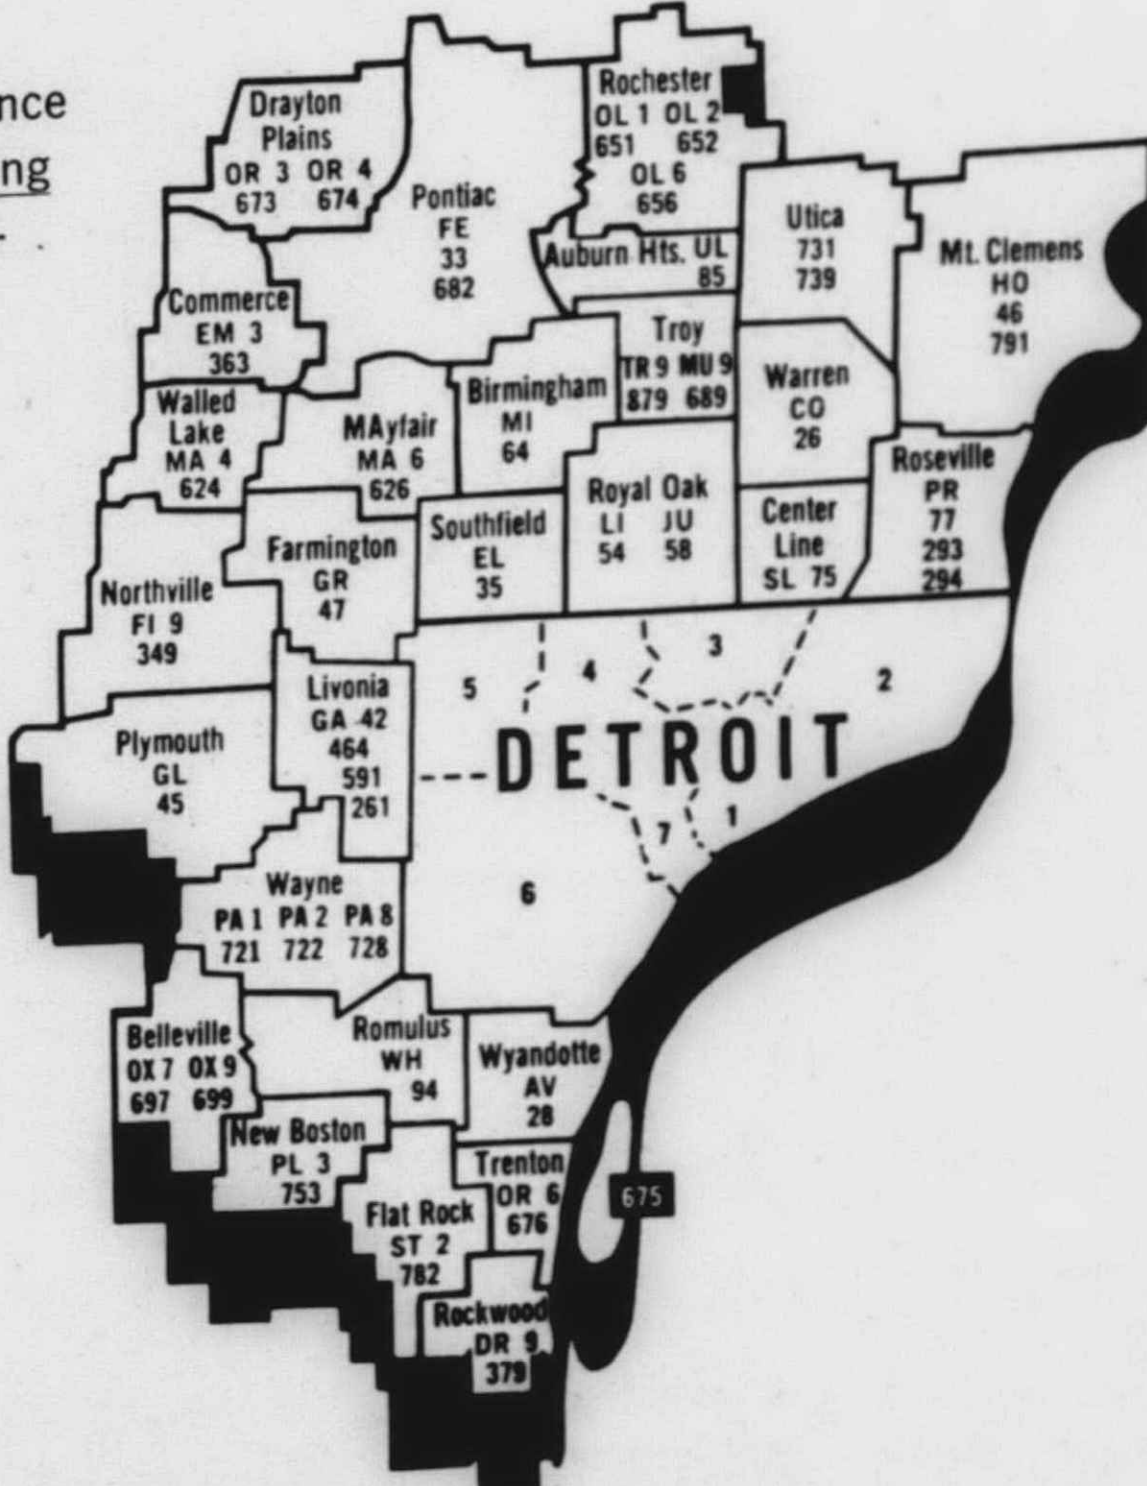 nce
ng
Drayton
Plains
OR 3 OR 4
673 674
Pontiac
FE
33
682
Rochester
OL 1 OL 2
651 652
OL 6
656
Auburn Hts. UL
85
Utica
731
739
Mt. Clemens
HO
46
791
Commerce
EM 3
363
Walled
Lake
MA 4
624
MAyfair
MA 6
626
Birmingham
MI
64
Troy
TR 9 MU 9
879 689
Warren
CO
26
Roseville
PR
77
293
294
Northville
FI 9
349
Farmington
GR
47
Southfield
EL
35
Royal Oak
LI JU
54 58
Center
Line
SL 75
Plymouth
GL
45
Livonia
GA 42
464
591
261
5
4
3
2
DETROIT
7
1
6
Wayne
PA 1 PA 2 PA 8
721 722 728
Belleville
OX 7 OX 9
697 699
Romulus
WH
94
Wyandotte
AV
28
New Boston
PL 3
753
Flat Rock
ST 2
782
Trenton
OR 6
676
675
Rockwood
DR 9
379